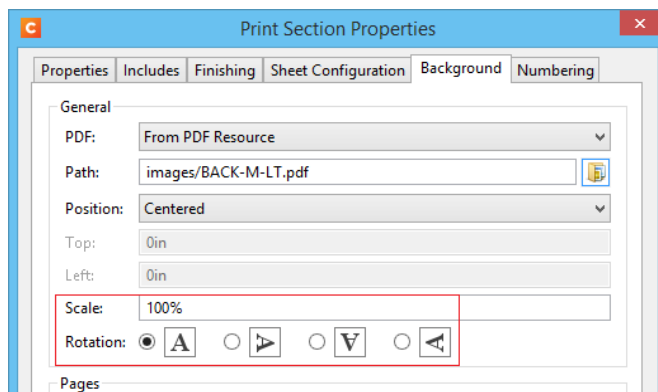 C Print Section Properties
Properties Includes Finishing Sheet Configuration Background Numbering
General
PDF: From PDF Resource
Path: images/BACK-M-LT.pdf
Position: Centered
Top: 0in
Left: 0in
Scale: 100%
Rotation: A A A A
Pages